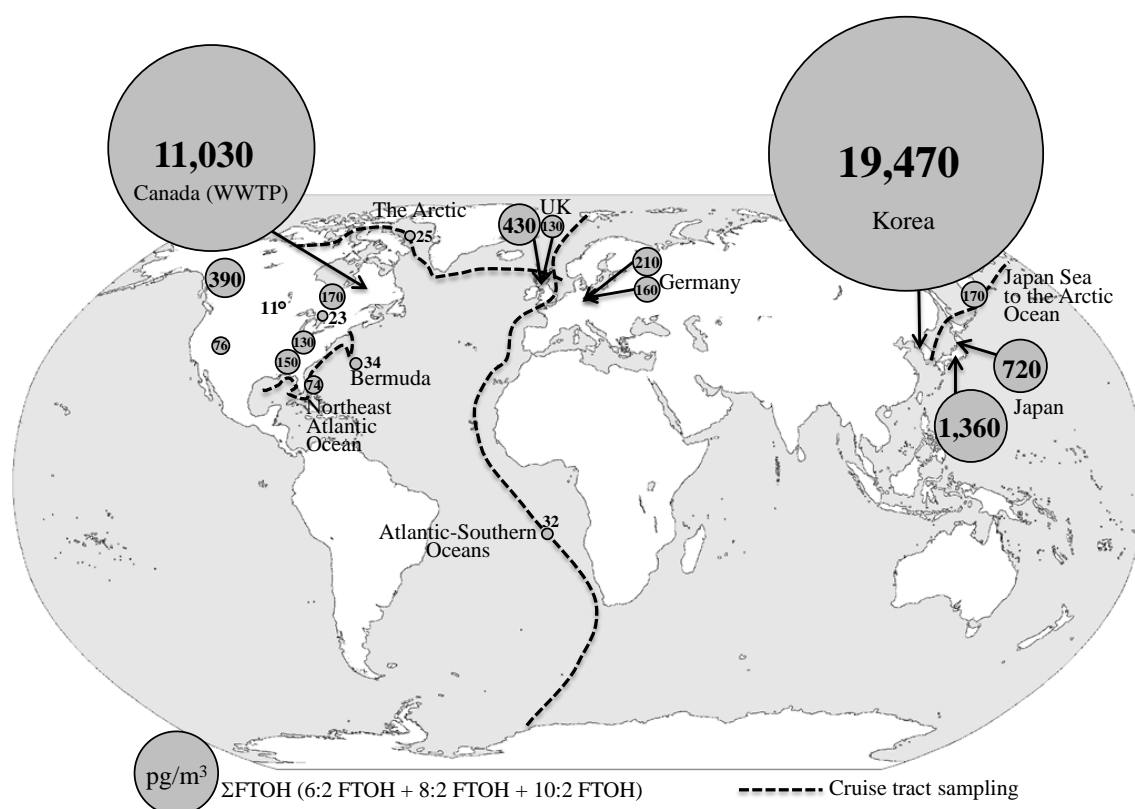 11,030
Canada (WWTP)
19,470
Korea
The Arctic
25
430
UK
130
210
160
Germany
390
170
11
23
76
130
150
74
34
Bermuda
Northeast
Atlantic
Ocean
170
Japan Sea
to the Arctic
Ocean
720
Japan
1,360
32
Atlantic-Southern
Oceans
pg/m³
ΣFTOH (6:2 FTOH + 8:2 FTOH + 10:2 FTOH)
Cruise tract sampling